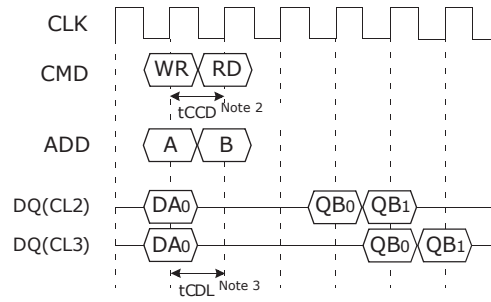 CLK
CMD WR RD
tCCD Note 2
ADD A B
DQ(CL2) DA0 QB0 QB1
DQ(CL3) DA0 QB0 QB1
tCDL Note 3